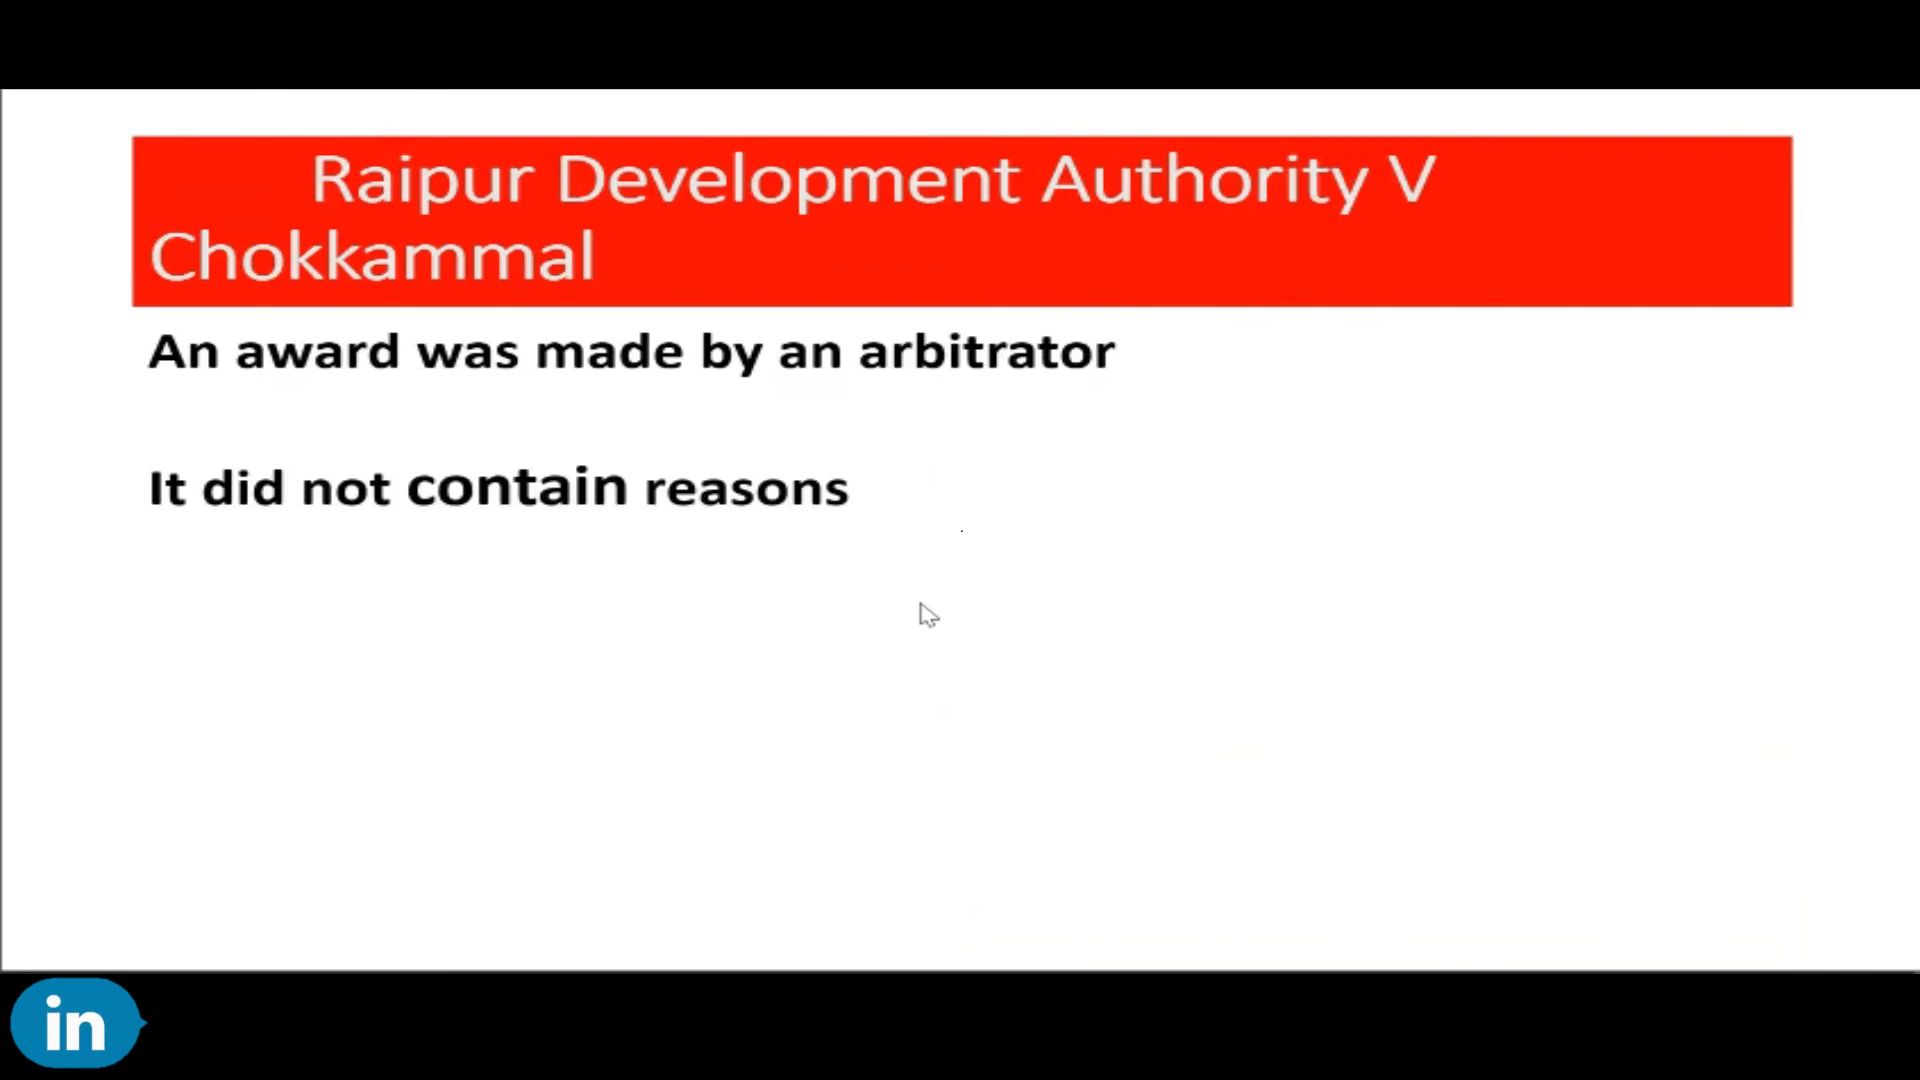 Raipur Development Authority V
Chokkammal
An award was made by an arbitrator
It did not contain reasons
in